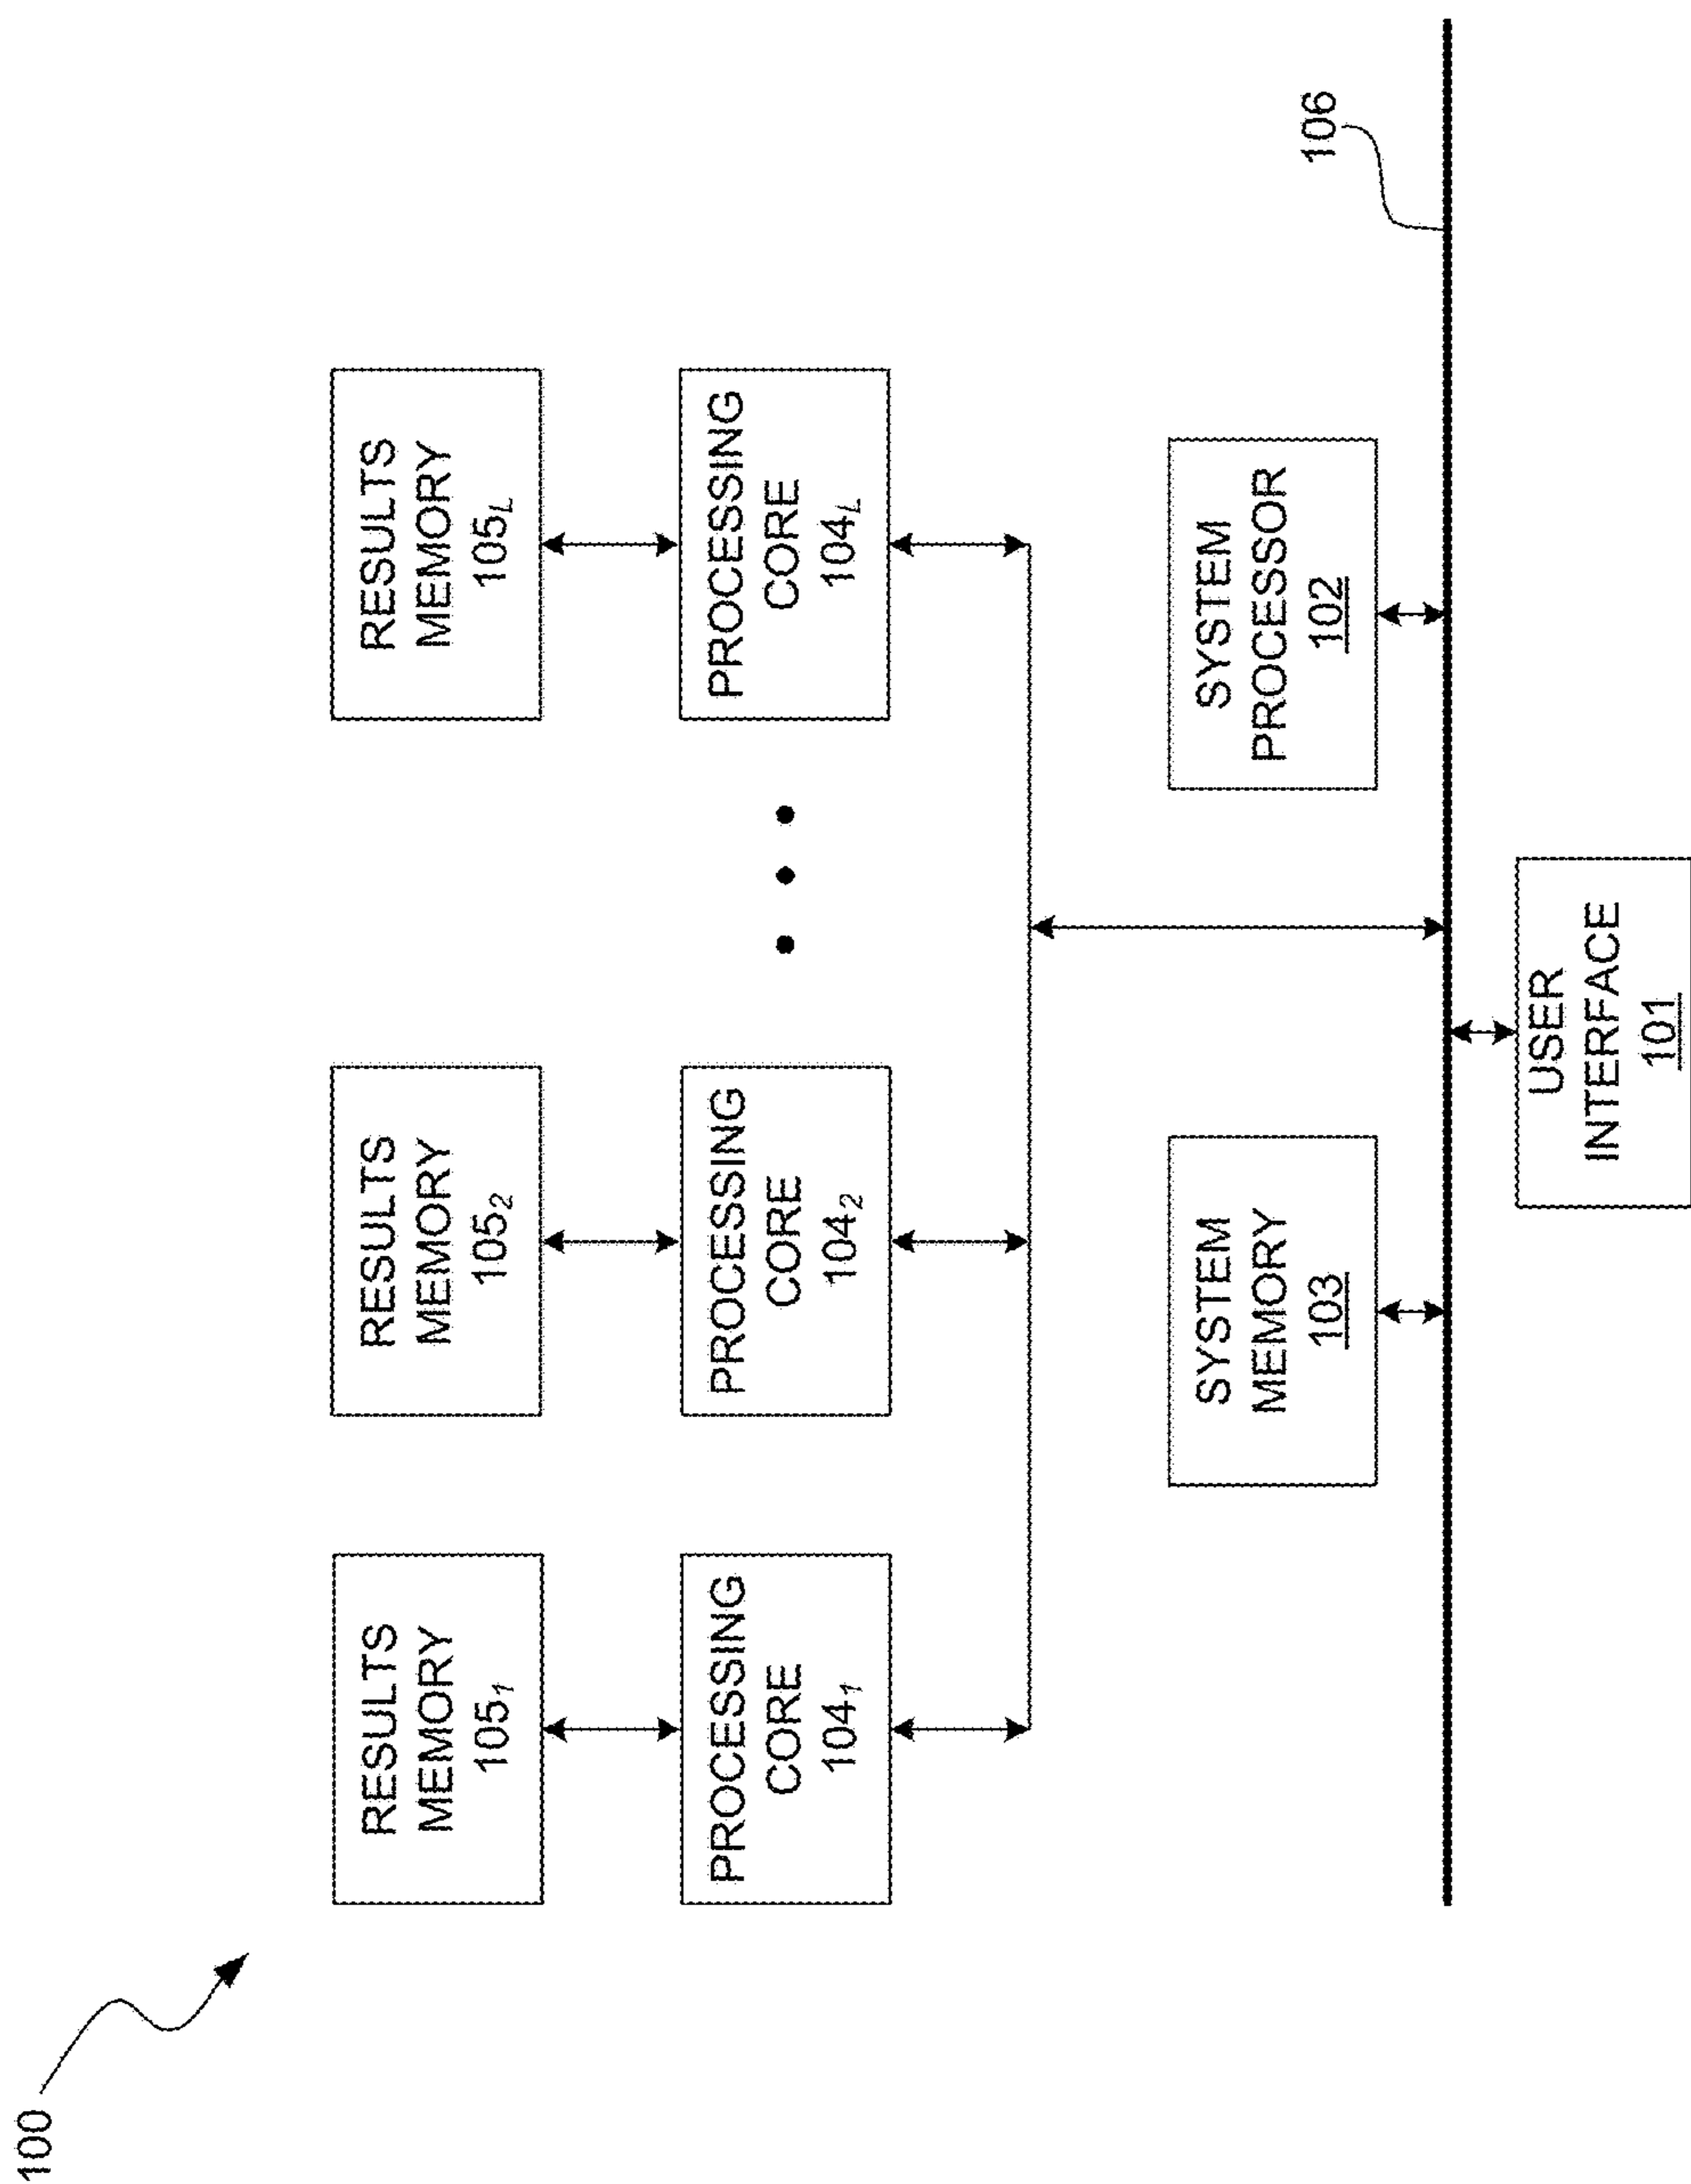 100
RESULTS
MEMORY
105₁
RESULTS
MEMORY
105₂
RESULTS
MEMORY
105L
PROCESSING
CORE
104₁
PROCESSING
CORE
104₂
PROCESSING
CORE
104L
SYSTEM
MEMORY
103
SYSTEM
PROCESSOR
102
106
USER
INTERFACE
101